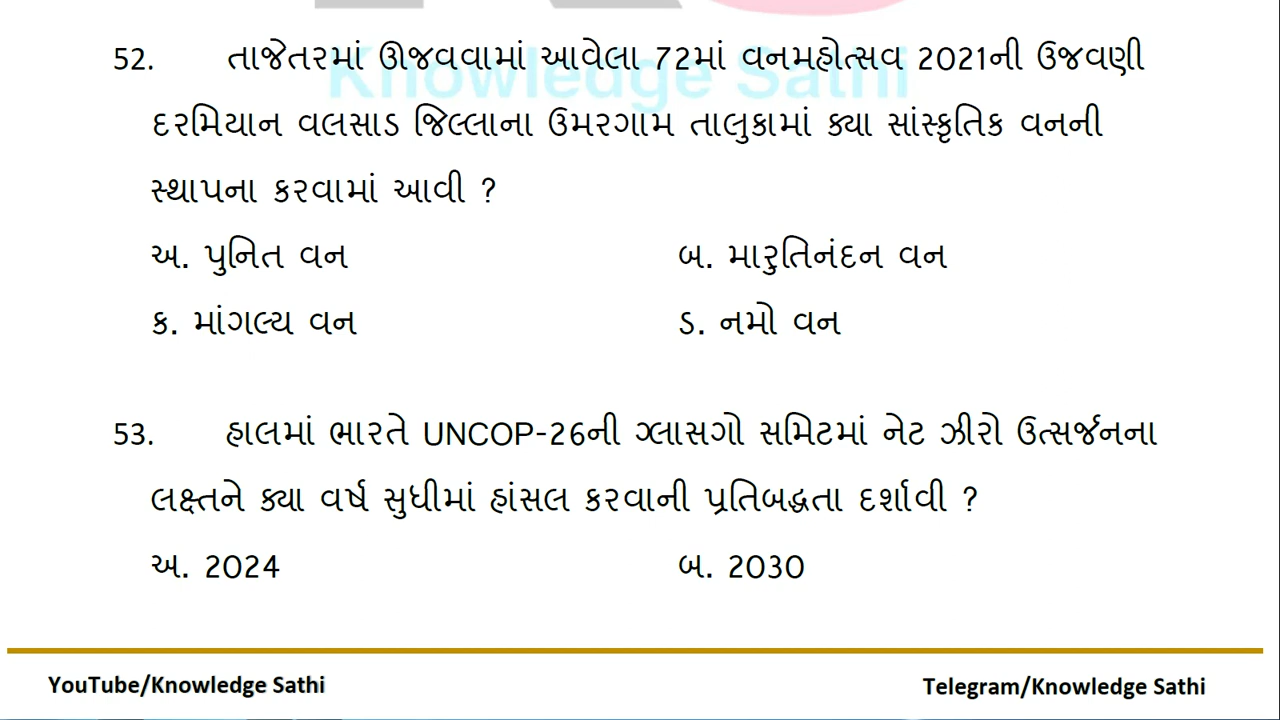 Knowledge Sathi
52. તાજેતરમાં ઊજવવામાં આવેલા 72માં વનમહોત્સવ 2021ની ઉજવણી
દરમિયાન વલસાડ જિલ્લાના ઉમરગામ તાલુકામાં ક્યા સાંસ્કૃતિક વનની
સ્થાપના કરવામાં આવી ?
અ. પુનિત વન બ. મારુતિનંદન વન
ક. માંગલ્ય વન ડ. નમો વન
53. હાલમાં ભારતે UNCOP-26ની ગ્લાસગો સમિટમાં નેટ ઝીરો ઉત્સર્જનના
લક્ષ્તને ક્યા વર્ષ સુધીમાં હાંસલ કરવાની પ્રતિબદ્ધતા દર્શાવી ?
અ. 2024 બ. 2030
YouTube/Knowledge Sathi Telegram/Knowledge Sathi